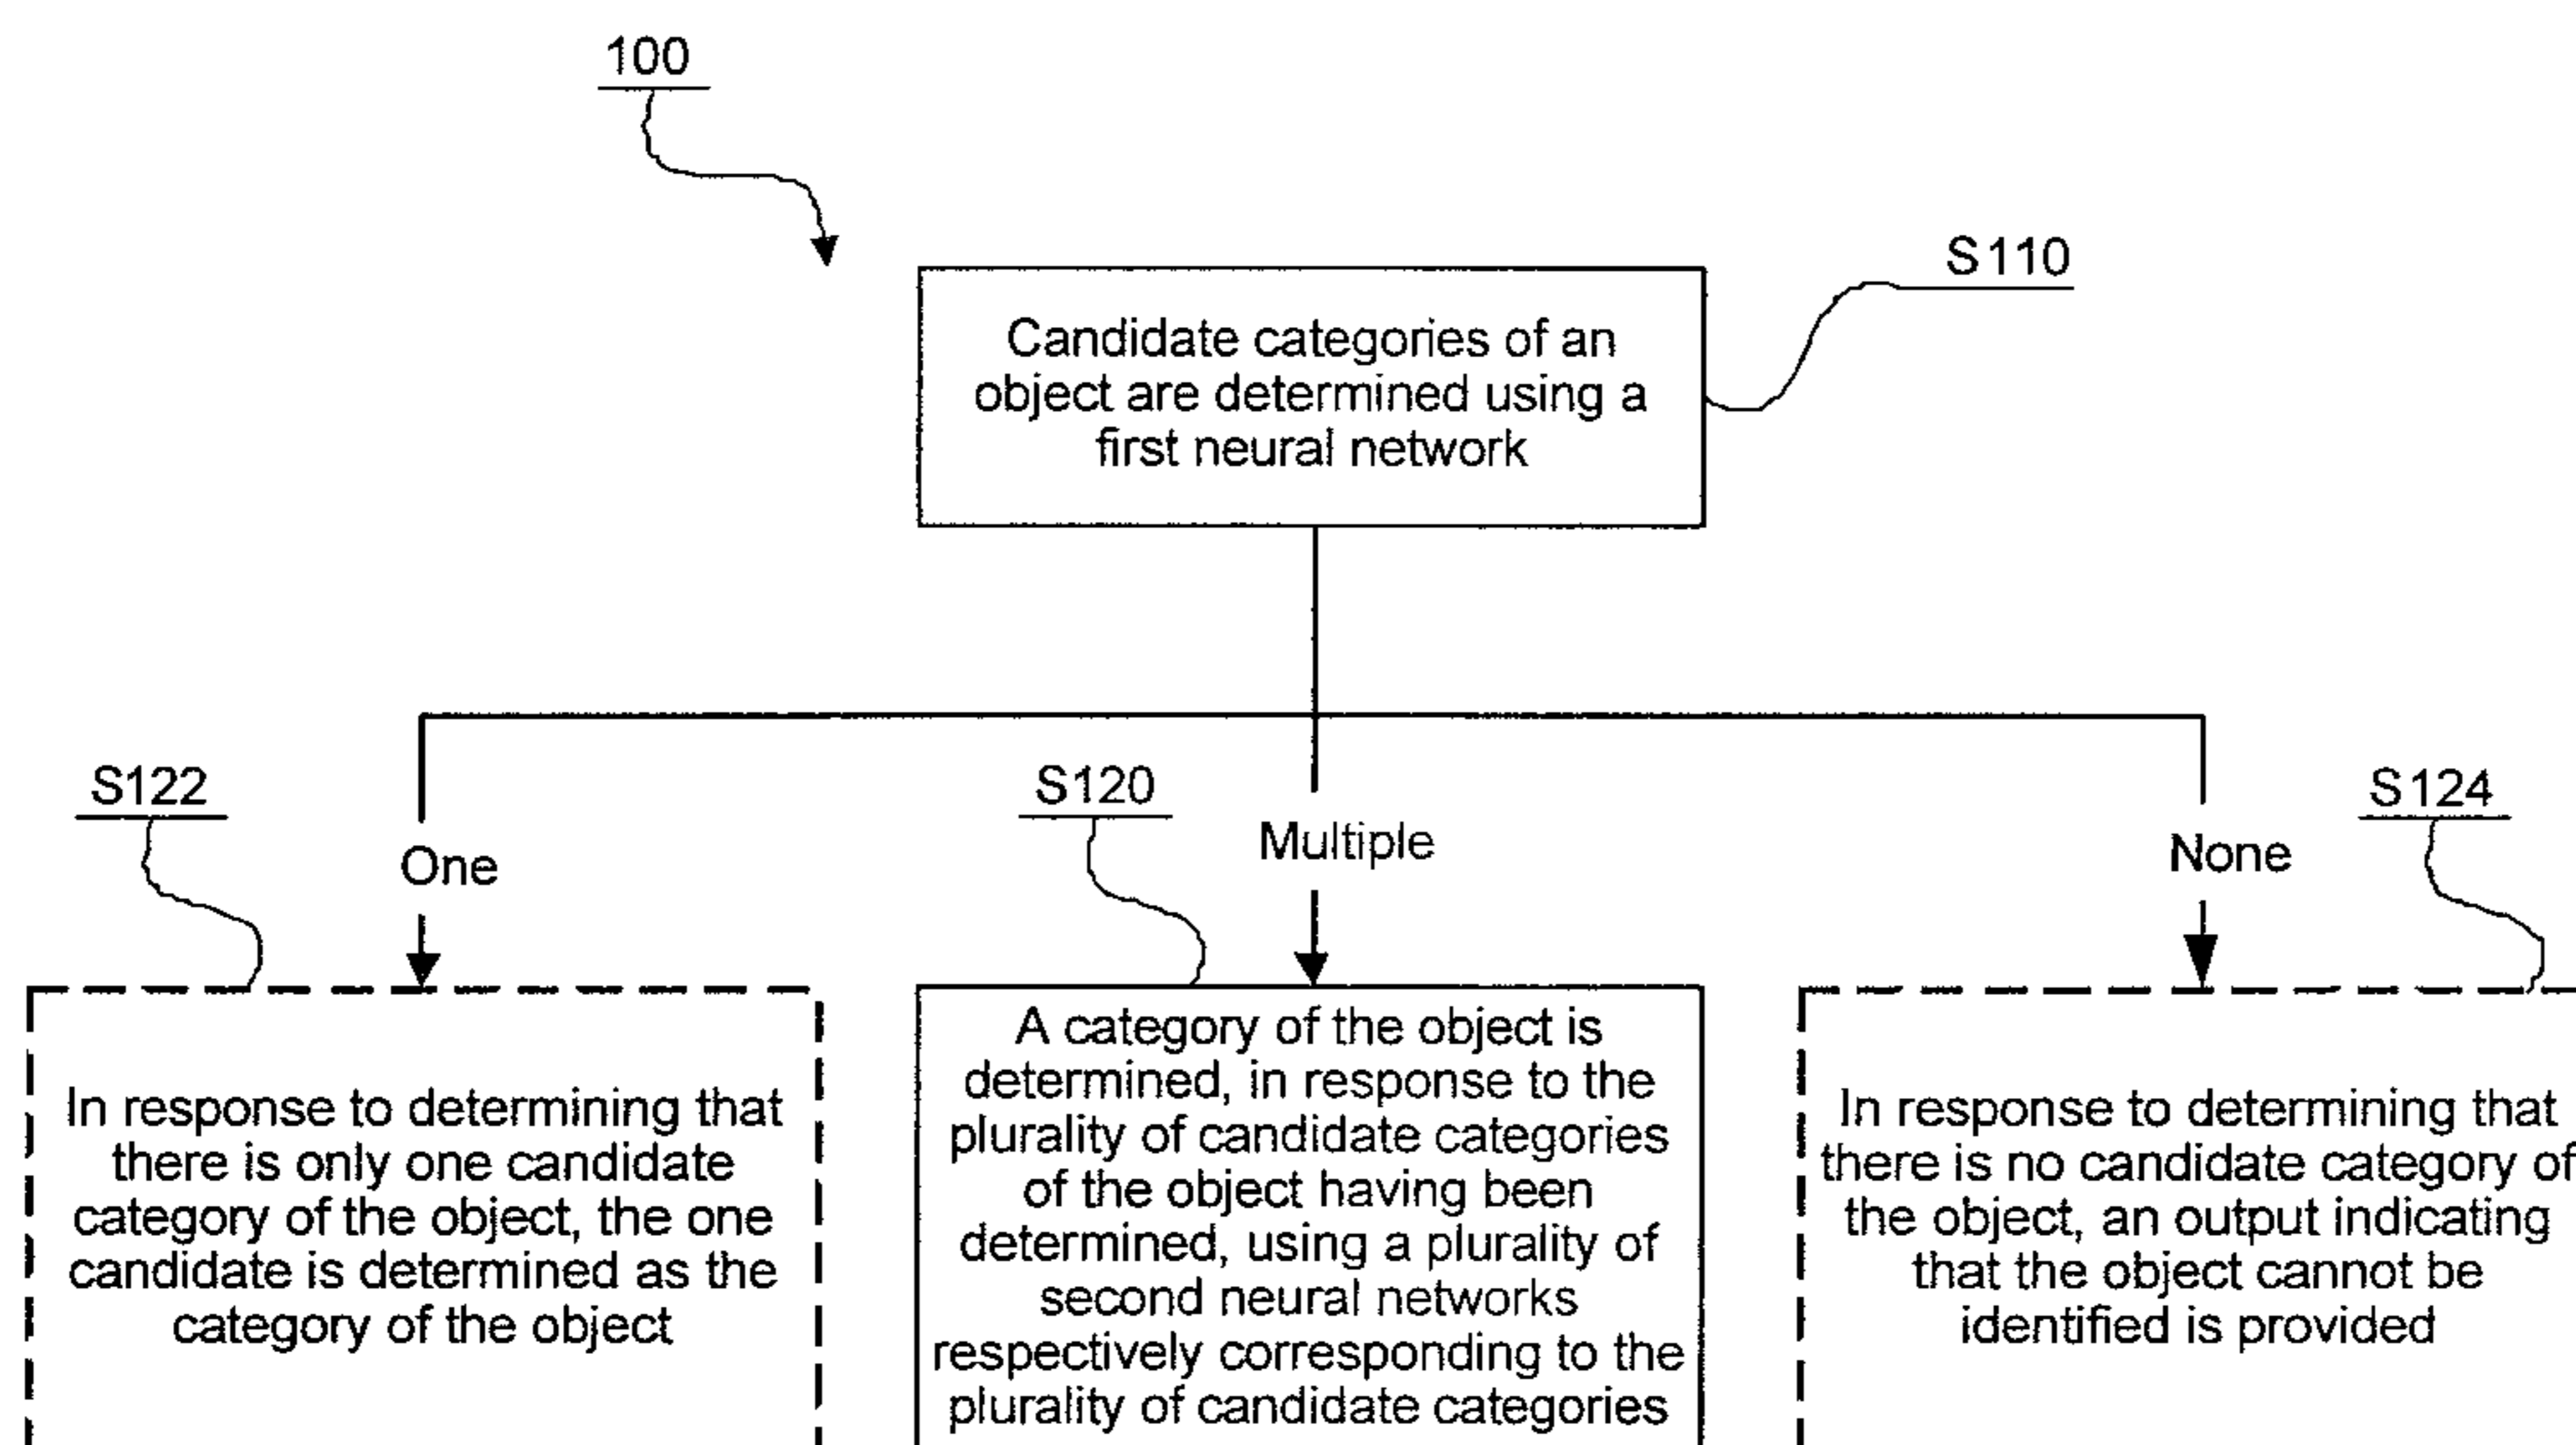 100
S110
Candidate categories of an
object are determined using a
first neural network
S122
One
S120
Multiple
None
S124
In response to determining that
there is only one candidate
category of the object, the one
candidate is determined as the
category of the object
A category of the object is
determined, in response to the
plurality of candidate categories
of the object having been
determined, using a plurality of
second neural networks
respectively corresponding to the
plurality of candidate categories
In response to determining that
there is no candidate category of
the object, an output indicating
that the object cannot be
identified is provided